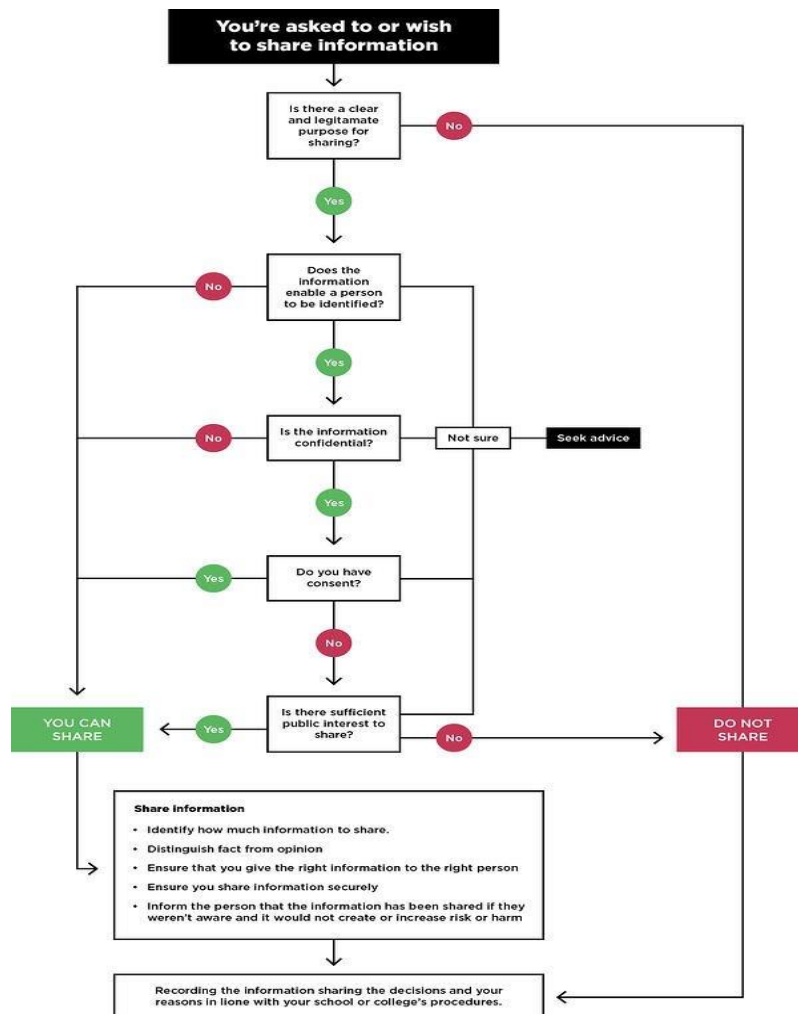 You're asked to or wish
to share information
Is there a clear
and legitamate
purpose for
sharing?
No
Yes
Does the
information
enable a person
to be identified?
No
Yes
Is the information
confidential?
No
Not sure
Seek advice
Yes
Do you have
consent?
Yes
No
Is there sufficient
public interest to
share?
YOU CAN
SHARE
Yes
No
DO NOT
SHARE
Share information
• Identify how much information to share.
• Distinguish fact from opinion
• Ensure that you give the right information to the right person
• Ensure you share information securely
• Inform the person that the information has been shared if they
weren't aware and it would not create or increase risk or harm
Recording the information sharing the decisions and your
reasons in lione with your school or college's procedures.